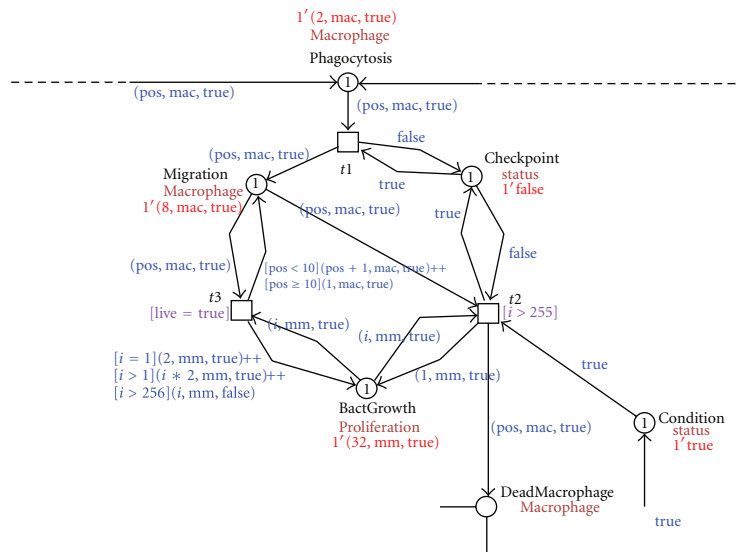 1′(2, mac, true)
Macrophage
Phagocytosis
1
(pos, mac, true)
(pos, mac, true)
(pos, mac, true)
false
t1
true
Migration
Macrophage
1′(8, mac, true)
1
Checkpoint
status
1′false
1
(pos, mac, true)
true
false
(pos, mac, true)
[pos < 10](pos + 1, mac, true)++
[pos ≥ 10](1, mac, true)
t3
[live = true]
t2
[i > 255]
(i, mm, true)
(i, mm, true)
[i = 1](2, mm, true)++
[i > 1](i ∗ 2, mm, true)++
[i > 256](i, mm, false)
(1, mm, true)
true
1
BactGrowth
Proliferation
1′(32, mm, true)
(pos, mac, true)
1
Condition
status
1′true
DeadMacrophage
Macrophage
true